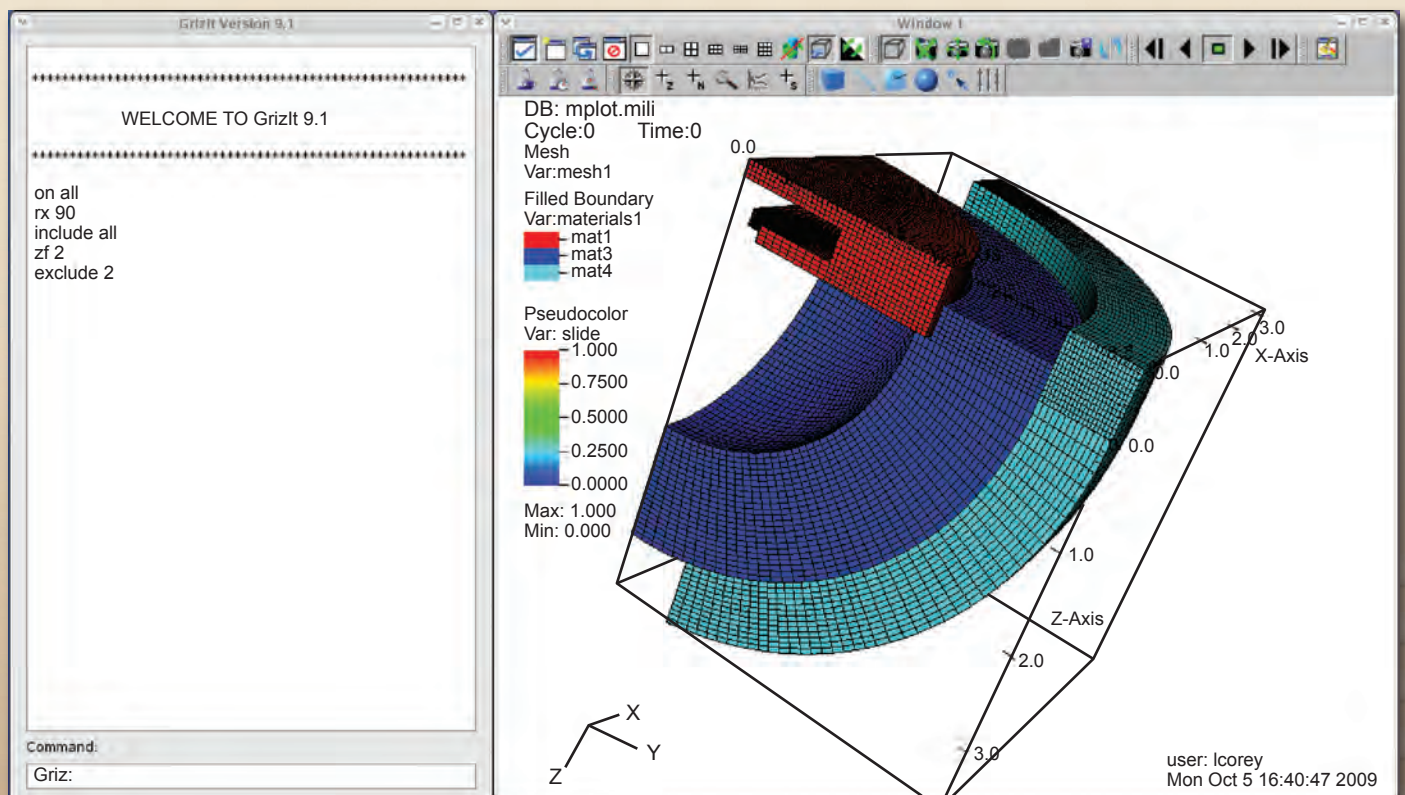 GrizIt Version 9.1
WELCOME TO GrizIt 9.1
on all
rx 90
include all
zf 2
exclude 2
Command:
Griz:
Window 1
DB: mplot.mili
Cycle:0 Time:0
Mesh
Var:mesh1
Filled Boundary
Var:materials1
mat1
mat3
mat4
Pseudocolor
Var: slide
1.000
0.7500
0.5000
0.2500
0.0000
Max: 1.000
Min: 0.000
0.0
3.0
2.0
1.0
X-Axis
0.0
0.0
1.0
Z-Axis
2.0
3.0
X
Y
Z
user: lcorey
Mon Oct 5 16:40:47 2009